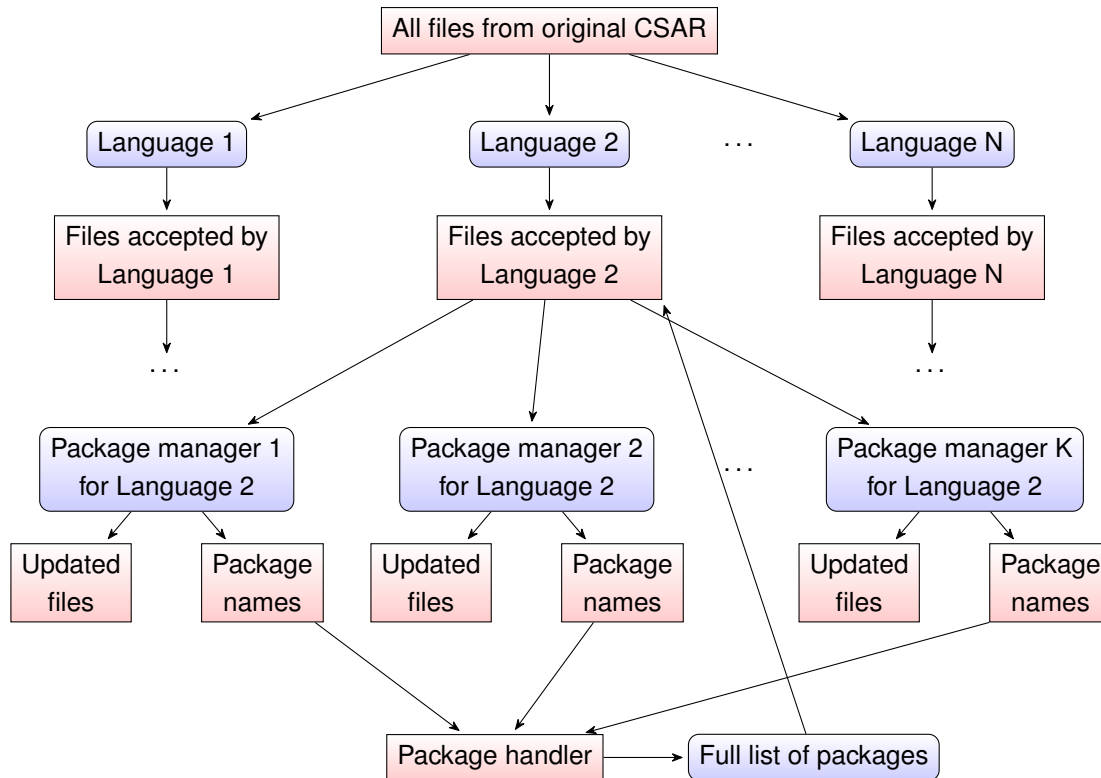 All files from original CSAR
Language 1
Language 2
. . .
Language N
Files accepted by
Language 1
Files accepted by
Language 2
Files accepted by
Language N
. . .
. . .
Package manager 1
for Language 2
Package manager 2
for Language 2
. . .
Package manager K
for Language 2
Updated
files
Package
names
Updated
files
Package
names
Updated
files
Package
names
Package handler
Full list of packages